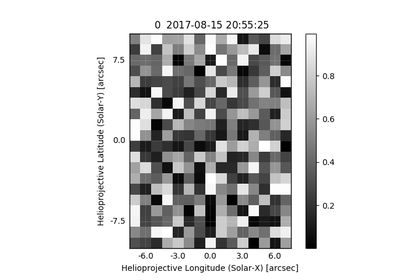 0  2017-08-15 20:55:25
7.5
0.0
-7.5
Helioprojective Latitude (Solar-Y) [arcsec]
-6.0 -3.0 0.0 3.0 6.0
Helioprojective Longitude (Solar-X) [arcsec]
0.8
0.6
0.4
0.2